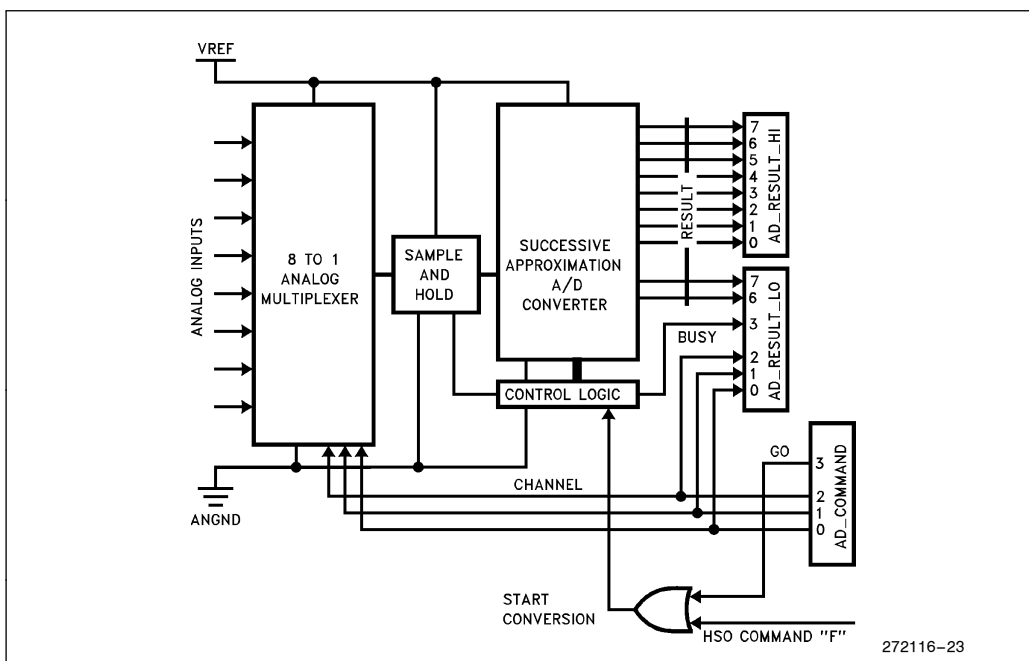 VREF
ANALOG INPUTS
8 TO 1
ANALOG
MULTIPLEXER
SAMPLE
AND
HOLD
SUCCESSIVE
APPROXIMATION
A/D
CONVERTER
RESULT
7
6
5
4
3
2
1
0
AD_RESULT_HI
7
6
3
2
1
0
AD_RESULT_LO
BUSY
CONTROL LOGIC
ANGND
CHANNEL
GO
3
2
1
0
AD_COMMAND
START
CONVERSION
HSO COMMAND "F"
272116–23